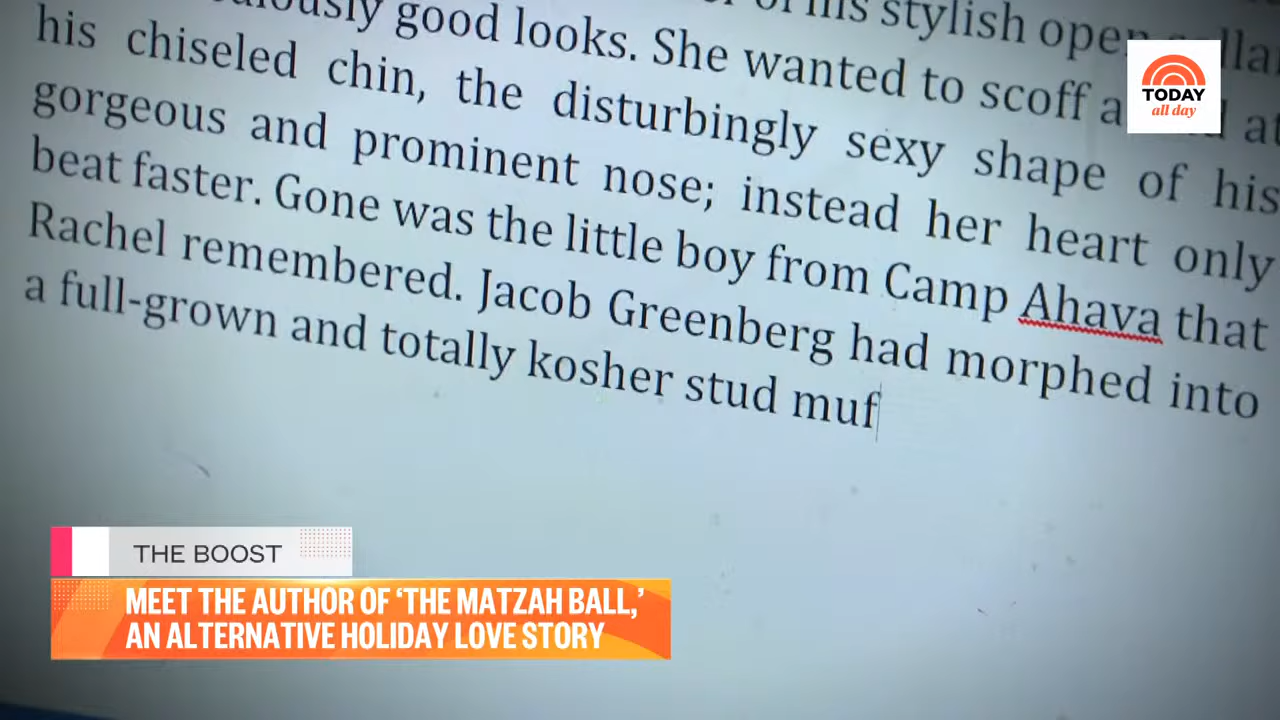 good looks. She wanted to scoff
his chiseled chin, the disturbingly sexy shape of his
gorgeous and prominent nose; instead her heart only
beat faster. Gone was the little boy from Camp Ahava that
Rachel remembered. Jacob Greenberg had morphed into
a full-grown and totally kosher stud muf
his stylish open
TODAY
all day
THE BOOST
MEET THE AUTHOR OF ‘THE MATZAH BALL,’
AN ALTERNATIVE HOLIDAY LOVE STORY